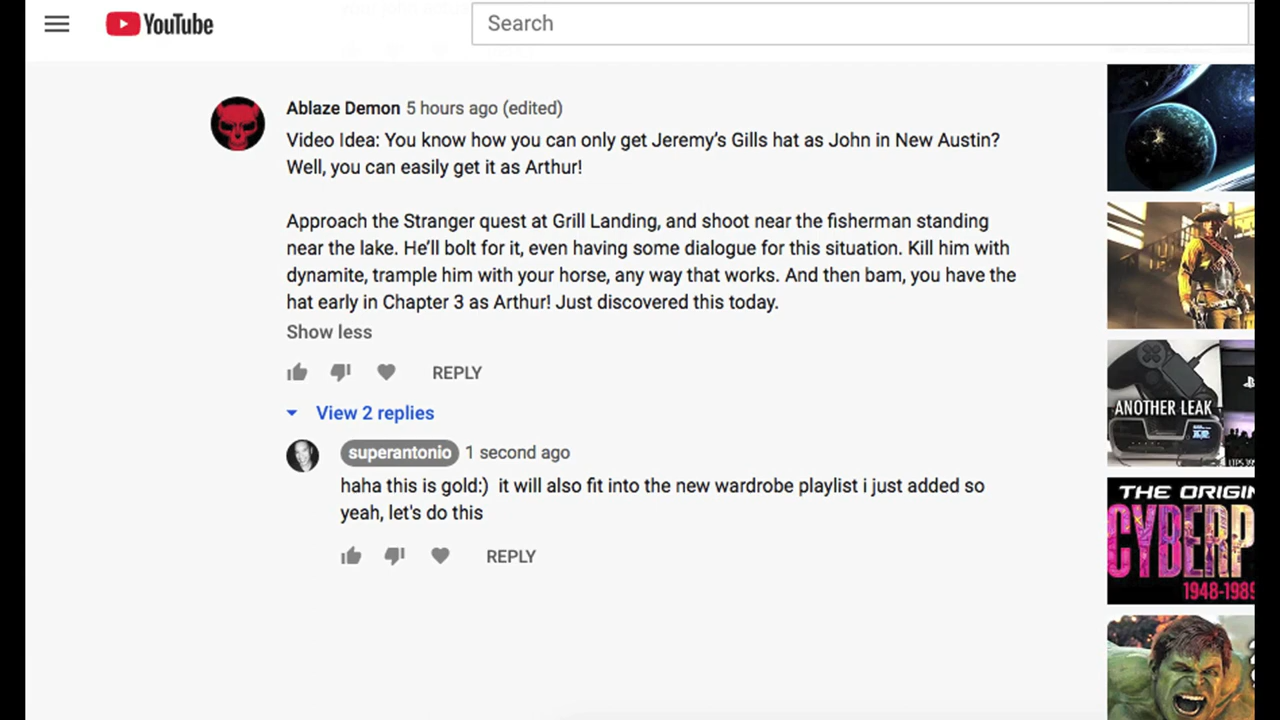 YouTube
Search
Ablaze Demon 5 hours ago (edited)
Video Idea: You know how you can only get Jeremy’s Gills hat as John in New Austin?
Well, you can easily get it as Arthur!
Approach the Stranger quest at Grill Landing, and shoot near the fisherman standing
near the lake. He’ll bolt for it, even having some dialogue for this situation. Kill him with
dynamite, trample him with your horse, any way that works. And then bam, you have the
hat early in Chapter 3 as Arthur! Just discovered this today.
Show less
REPLY
View 2 replies
superantonio 1 second ago
haha this is gold:) it will also fit into the new wardrobe playlist i just added so
yeah, let's do this
REPLY
ANOTHER LEAK
THE ORIGIN
CYBERP
1948-1989